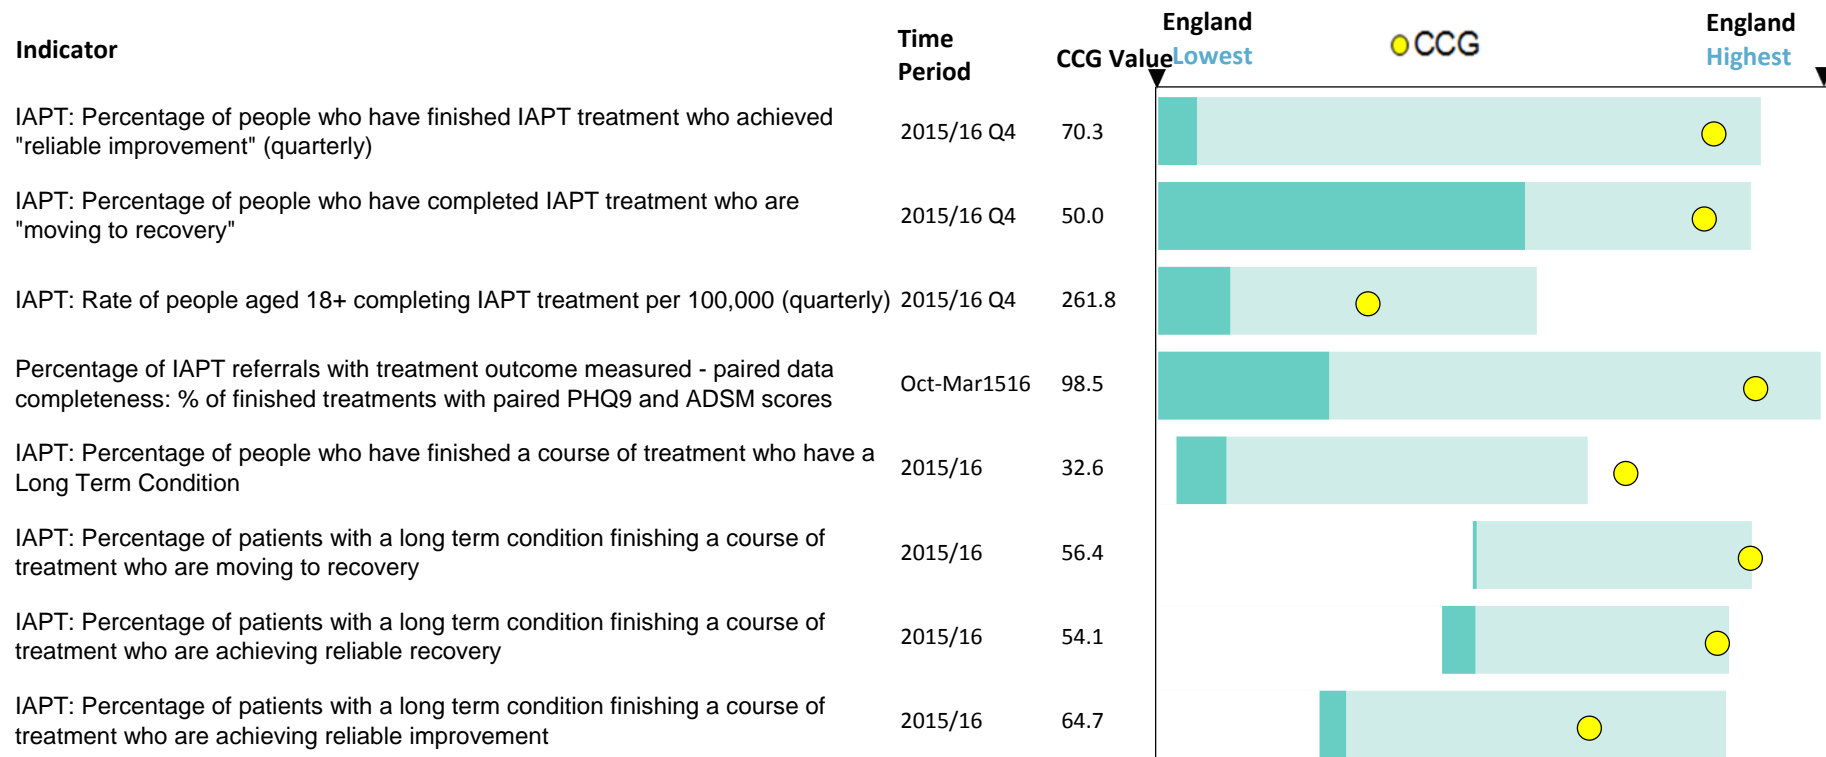 Indicator
Time
Period
CCG Value
England
Lowest
CCG
England
Highest
IAPT: Percentage of people who have finished IAPT treatment who achieved
"reliable improvement" (quarterly)
2015/16 Q4
70.3
IAPT: Percentage of people who have completed IAPT treatment who are
"moving to recovery"
2015/16 Q4
50.0
IAPT: Rate of people aged 18+ completing IAPT treatment per 100,000 (quarterly)
2015/16 Q4
261.8
Percentage of IAPT referrals with treatment outcome measured - paired data
completeness: % of finished treatments with paired PHQ9 and ADSM scores
Oct-Mar1516
98.5
IAPT: Percentage of people who have finished a course of treatment who have a
Long Term Condition
2015/16
32.6
IAPT: Percentage of patients with a long term condition finishing a course of
treatment who are moving to recovery
2015/16
56.4
IAPT: Percentage of patients with a long term condition finishing a course of
treatment who are achieving reliable recovery
2015/16
54.1
IAPT: Percentage of patients with a long term condition finishing a course of
treatment who are achieving reliable improvement
2015/16
64.7